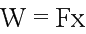 W = Fx